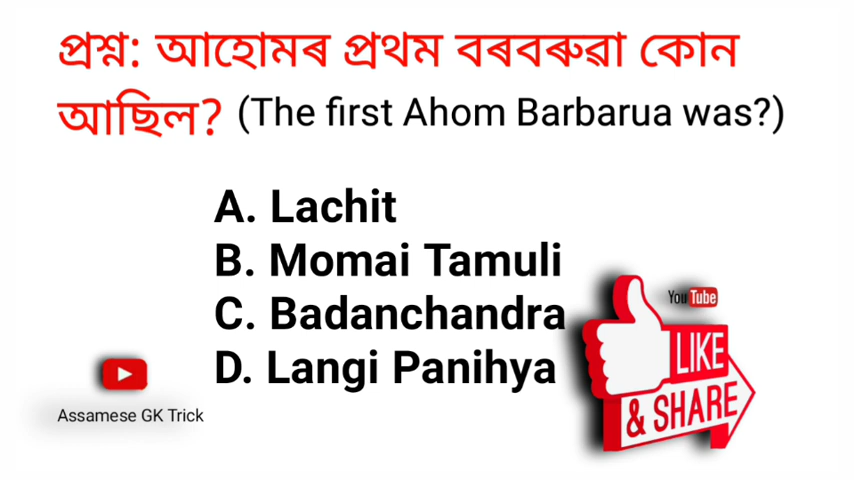 প্ৰশ্ন: আহোমৰ প্ৰথম বৰবৰুৱা কোন
আছিল? (The first Ahom Barbarua was?)
A. Lachit
B. Momai Tamuli
C. Badanchandra
D. Langi Panihya
YouTube
LIKE
& SHARE
Assamese GK Trick